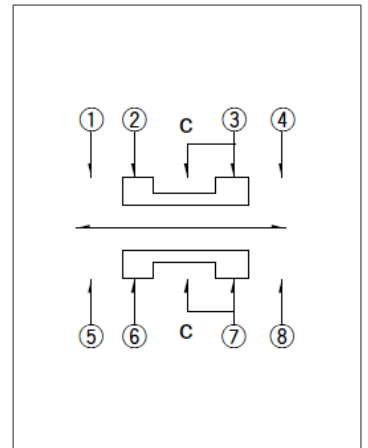 ① ② C ③ ④
⑤ ⑥ C ⑦ ⑧